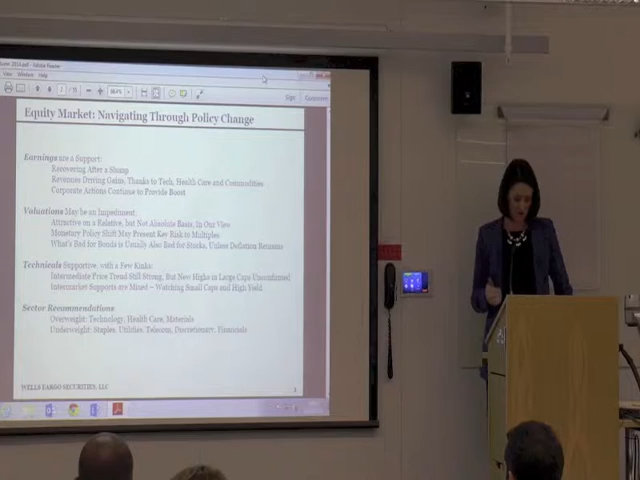 View Window Help
Sign
Equity Market: Navigating Through Policy Change
Earnings are a Support:
Recovering After a Slump
Revenues Driving Gains, Thanks to Tech, Health Care and Commodities
Corporate Actions Continue to Provide Boost
Valuations May be an Impediment:
Attractive on a Relative, but Not Absolute Basis, In Our View
Monetary Policy Shift May Present Key Risk to Multiples
What's Bad for Bonds is Usually Also Bad for Stocks, Unless Deflation Remains
Technicals Supportive, with a Few Kinks:
Intermediate Price Trend Still Strong, But New Highs in Large Caps Unconfirmed
Intermarket Supports are Mixed – Watching Small Caps and High Yield
Sector Recommendations:
Overweight: Technology, Health Care, Materials
Underweight: Staples, Utilities, Telecom, Discretionary, Financials
WELLS FARGO SECURITIES, LLC